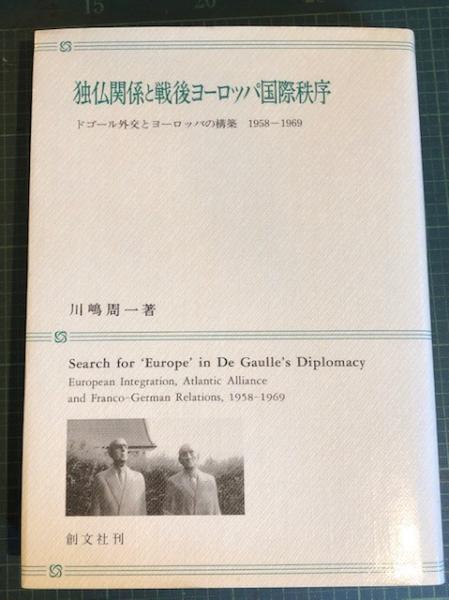 15
20
独仏関係と戦後ヨーロッパ国際秩序
ドゴール外交とヨーロッパの構築 1958－1969
川嶋周一著
Search for ‘Europe’ in De Gaulle’s Diplomacy
European Integration, Atlantic Alliance
and Franco-German Relations, 1958-1969
創文社刊